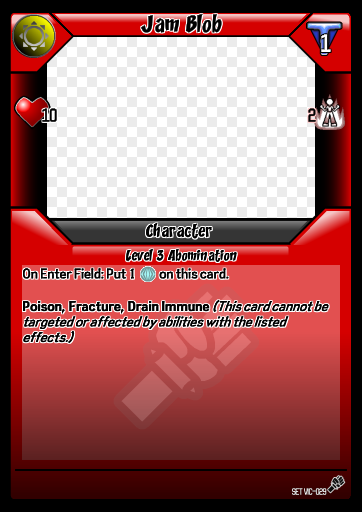 Jam Blob
1
10
2
Character
Level 3 Abomination
On Enter Field: Put 1 on this card.
Poison, Fracture, Drain Immune (This card cannot be
targeted or affected by abilities with the listed
effects.)
SET VIC-029